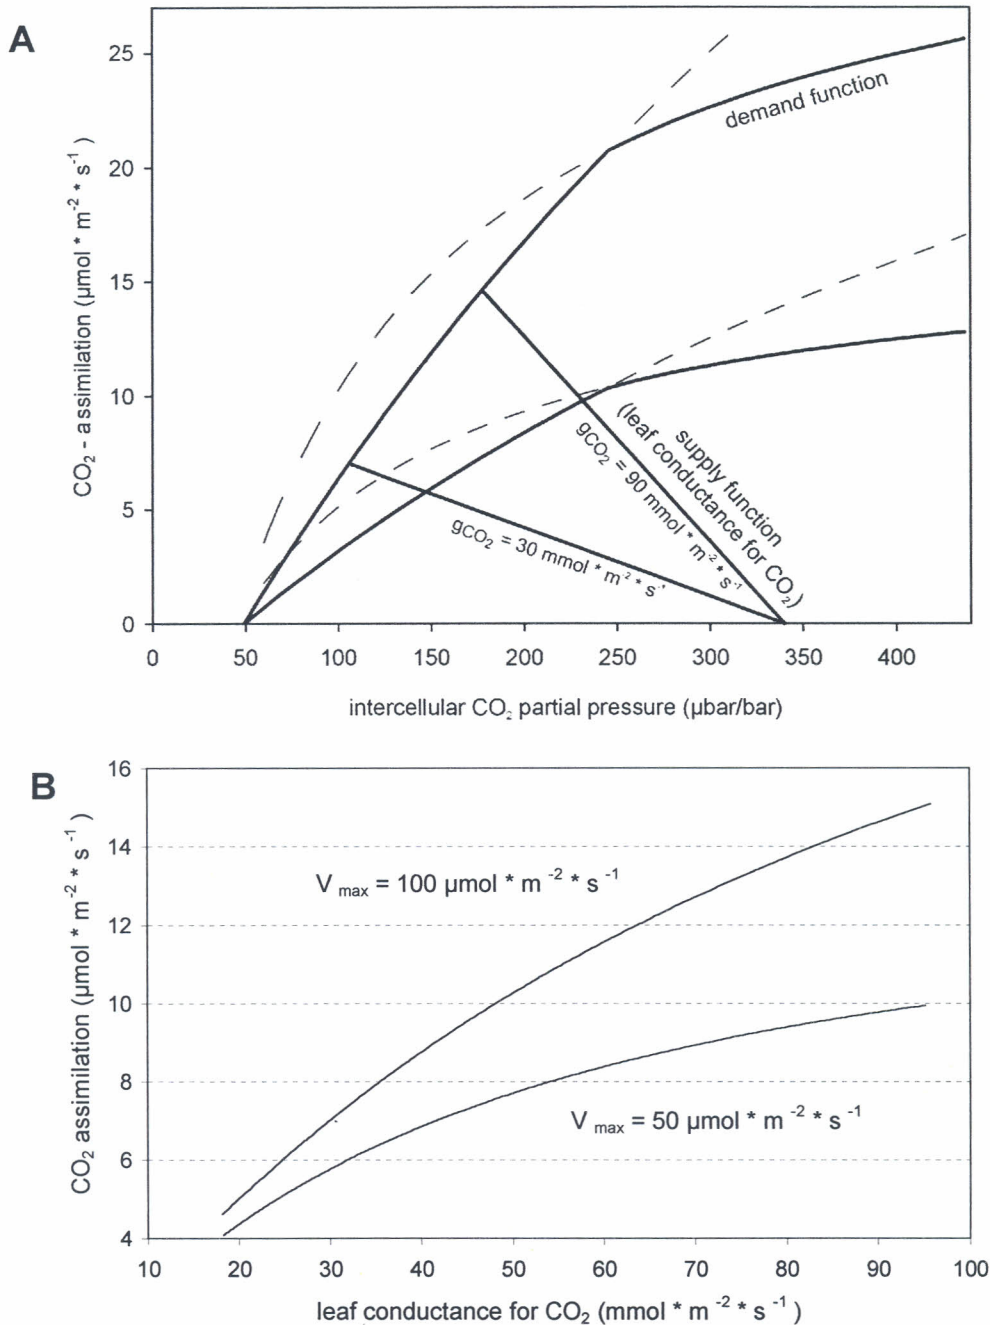 A
CO₂ - assimilation (µmol * m⁻² * s⁻¹ )
25
20
15
10
5
0
demand function
supply function
(leaf conductance for CO₂)
gCO₂ = 90 mmol * m⁻² * s⁻¹
gCO₂ = 30 mmol * m⁻² * s⁻¹
0 50 100 150 200 250 300 350 400
intercellular CO₂ partial pressure (µbar/bar)
B
CO₂ assimilation (µmol * m⁻² * s⁻¹ )
16
14
12
10
8
6
4
V max = 100 µmol * m ⁻² * s ⁻¹
V max = 50 µmol * m ⁻² * s ⁻¹
10 20 30 40 50 60 70 80 90 100
leaf conductance for CO₂ (mmol * m ⁻² * s ⁻¹ )